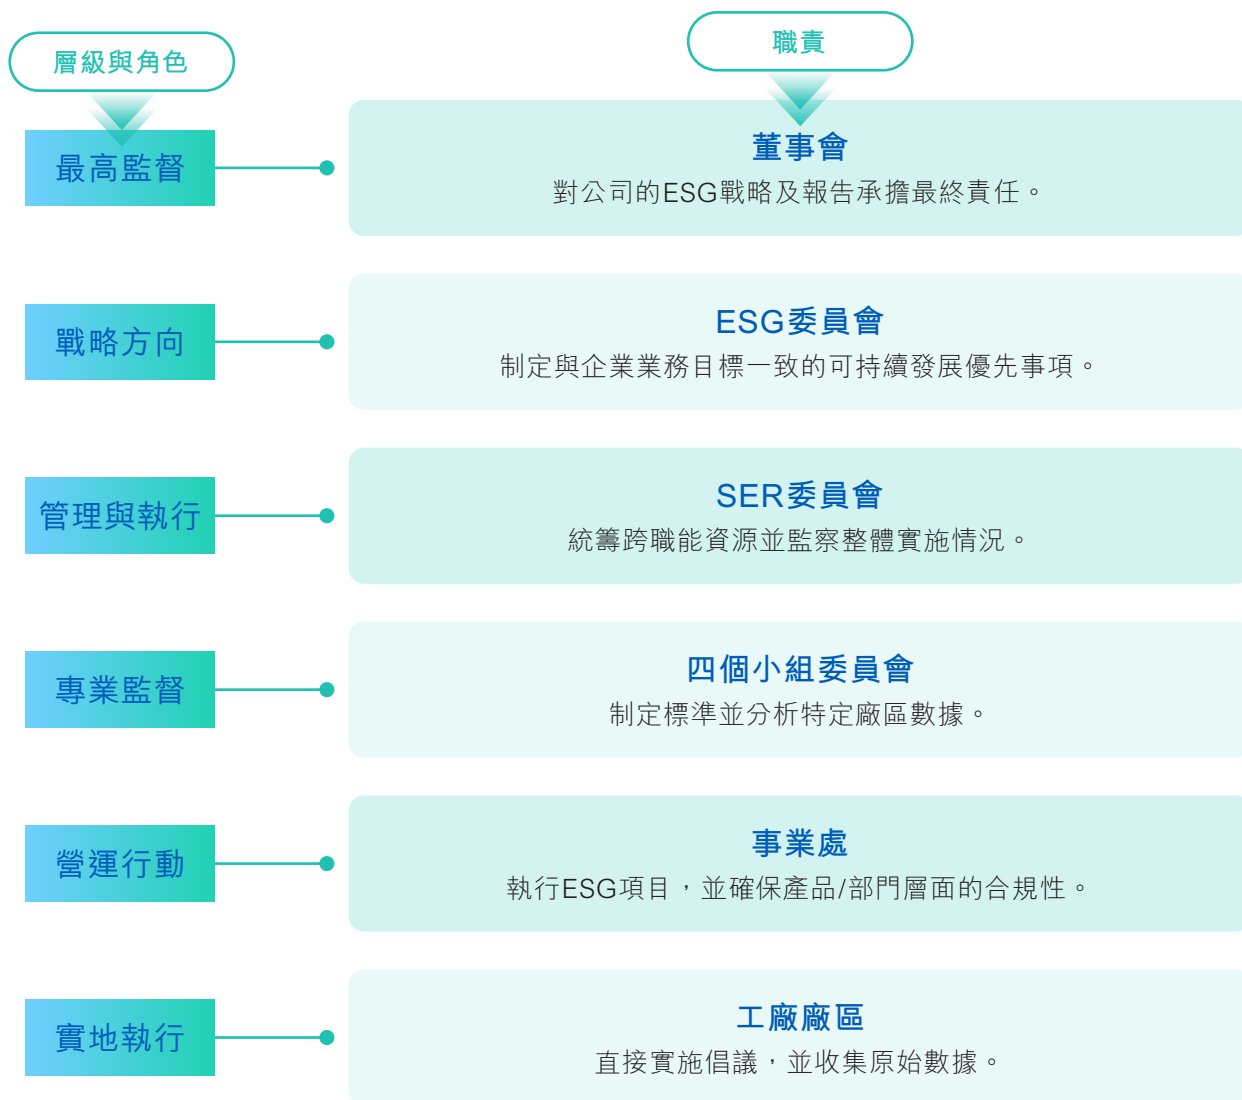 層級與角色
職責
最高監督
董事會
對公司的ESG戰略及報告承擔最終責任。
戰略方向
ESG委員會
制定與企業業務目標一致的可持續發展優先事項。
管理與執行
SER委員會
統籌跨職能資源並監察整體實施情況。
專業監督
四個小組委員會
制定標準並分析特定廠區數據。
營運行動
事業處
執行ESG項目，並確保產品/部門層面的合規性。
實地執行
工廠廠區
直接實施倡議，並收集原始數據。